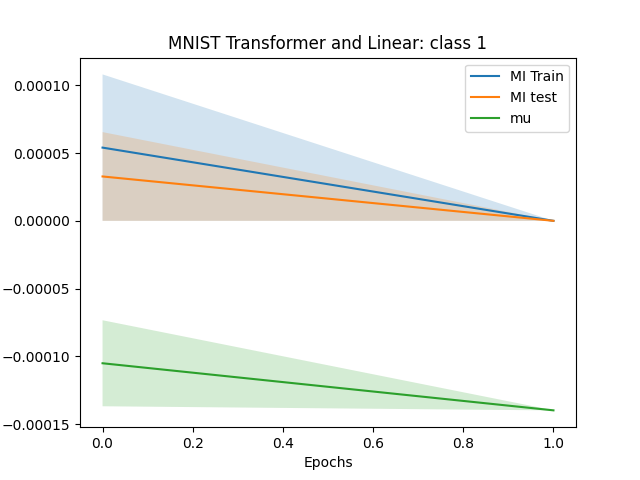 MNIST Transformer and Linear: class 1
MI Train
MI test
mu
0.00010
0.00005
0.00000
−0.00005
−0.00010
−0.00015
0.0 0.2 0.4 0.6 0.8 1.0
Epochs